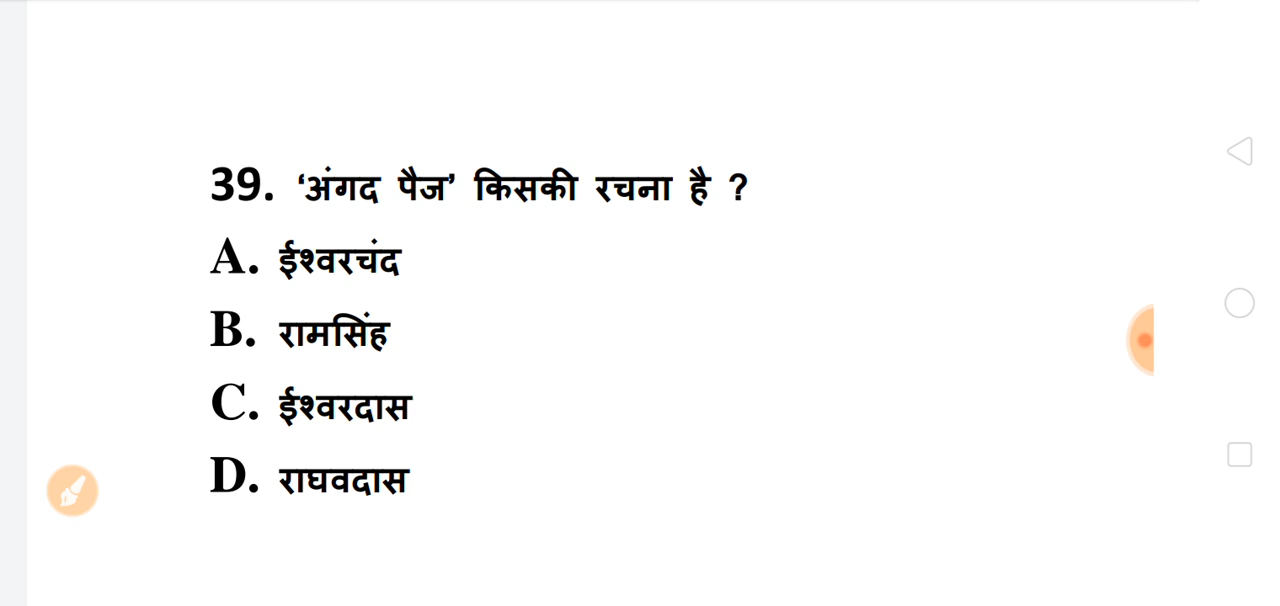 39. ‘अंगद पैज’ किसकी रचना है ?
A. ईश्वरचंद
B. रामसिंह
C. ईश्वरदास
D. राघवदास